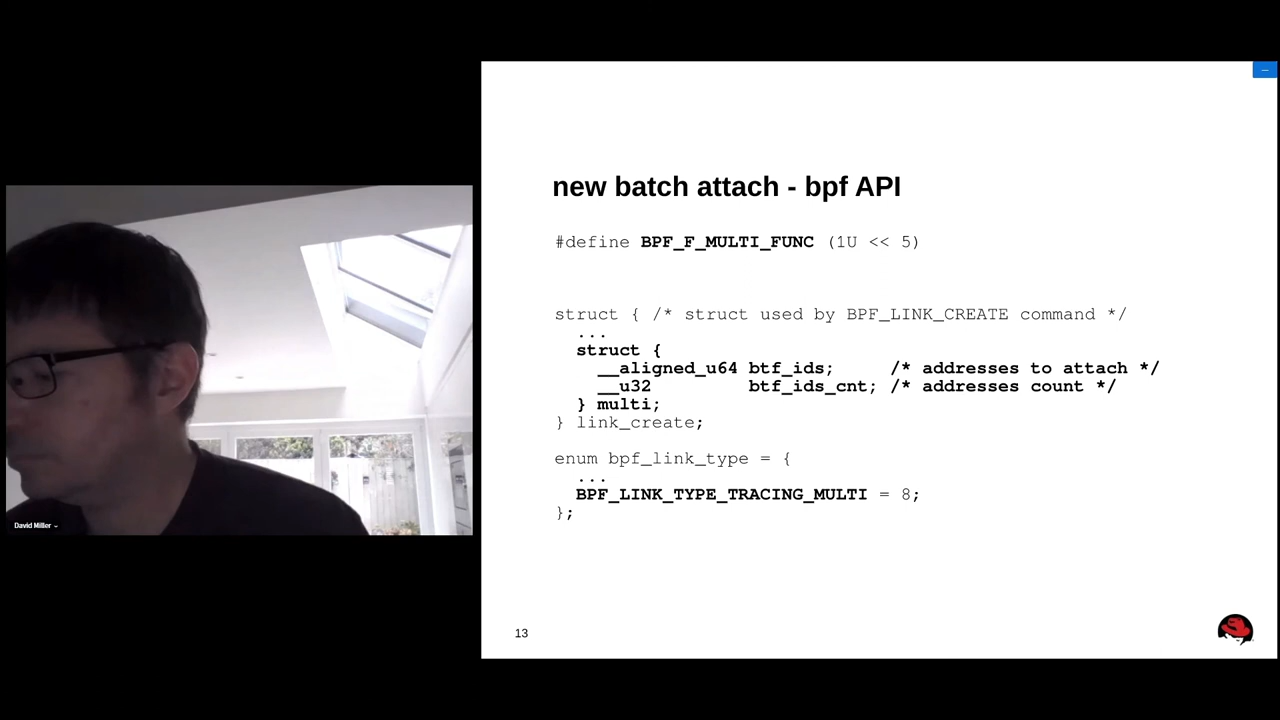 new batch attach - bpf API
#define BPF_F_MULTI_FUNC (1U << 5)
struct { /* struct used by BPF_LINK_CREATE command */
...
struct {
__aligned_u64 btf_ids; /* addresses to attach */
__u32 btf_ids_cnt; /* addresses count */
} multi;
} link_create;
enum bpf_link_type = {
...
BPF_LINK_TYPE_TRACING_MULTI = 8;
};
David Miller
13